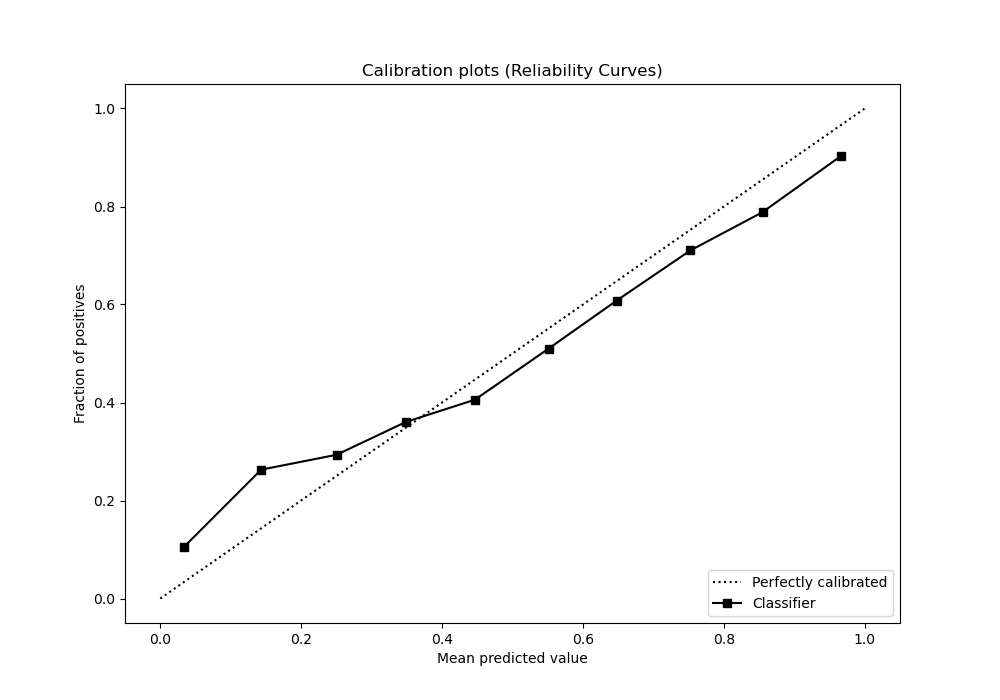 Calibration plots (Reliability Curves)
1.0
0.8
0.6
0.4
0.2
0.0
Fraction of positives
Perfectly calibrated
Classifier
0.0 0.2 0.4 0.6 0.8 1.0
Mean predicted value